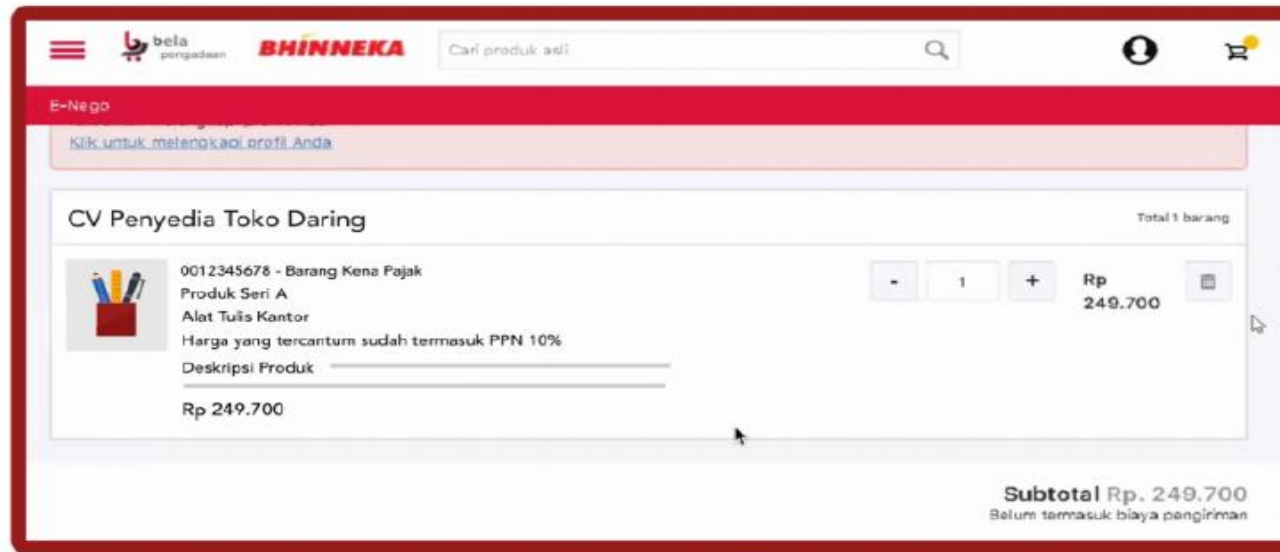 bela
pengadaan
BHINNEKA
Cari produk asli
E-Nego
Klik untuk melengkapi profil Anda
CV Penyedia Toko Daring
Total 1 barang
0012345678 - Barang Kena Pajak
Produk Seri A
Alat Tulis Kantor
Harga yang tercantum sudah termasuk PPN 10%
Deskripsi Produk
Rp 249.700
- 1 +
Rp
249.700
Subtotal Rp. 249.700
Belum termasuk biaya pengiriman